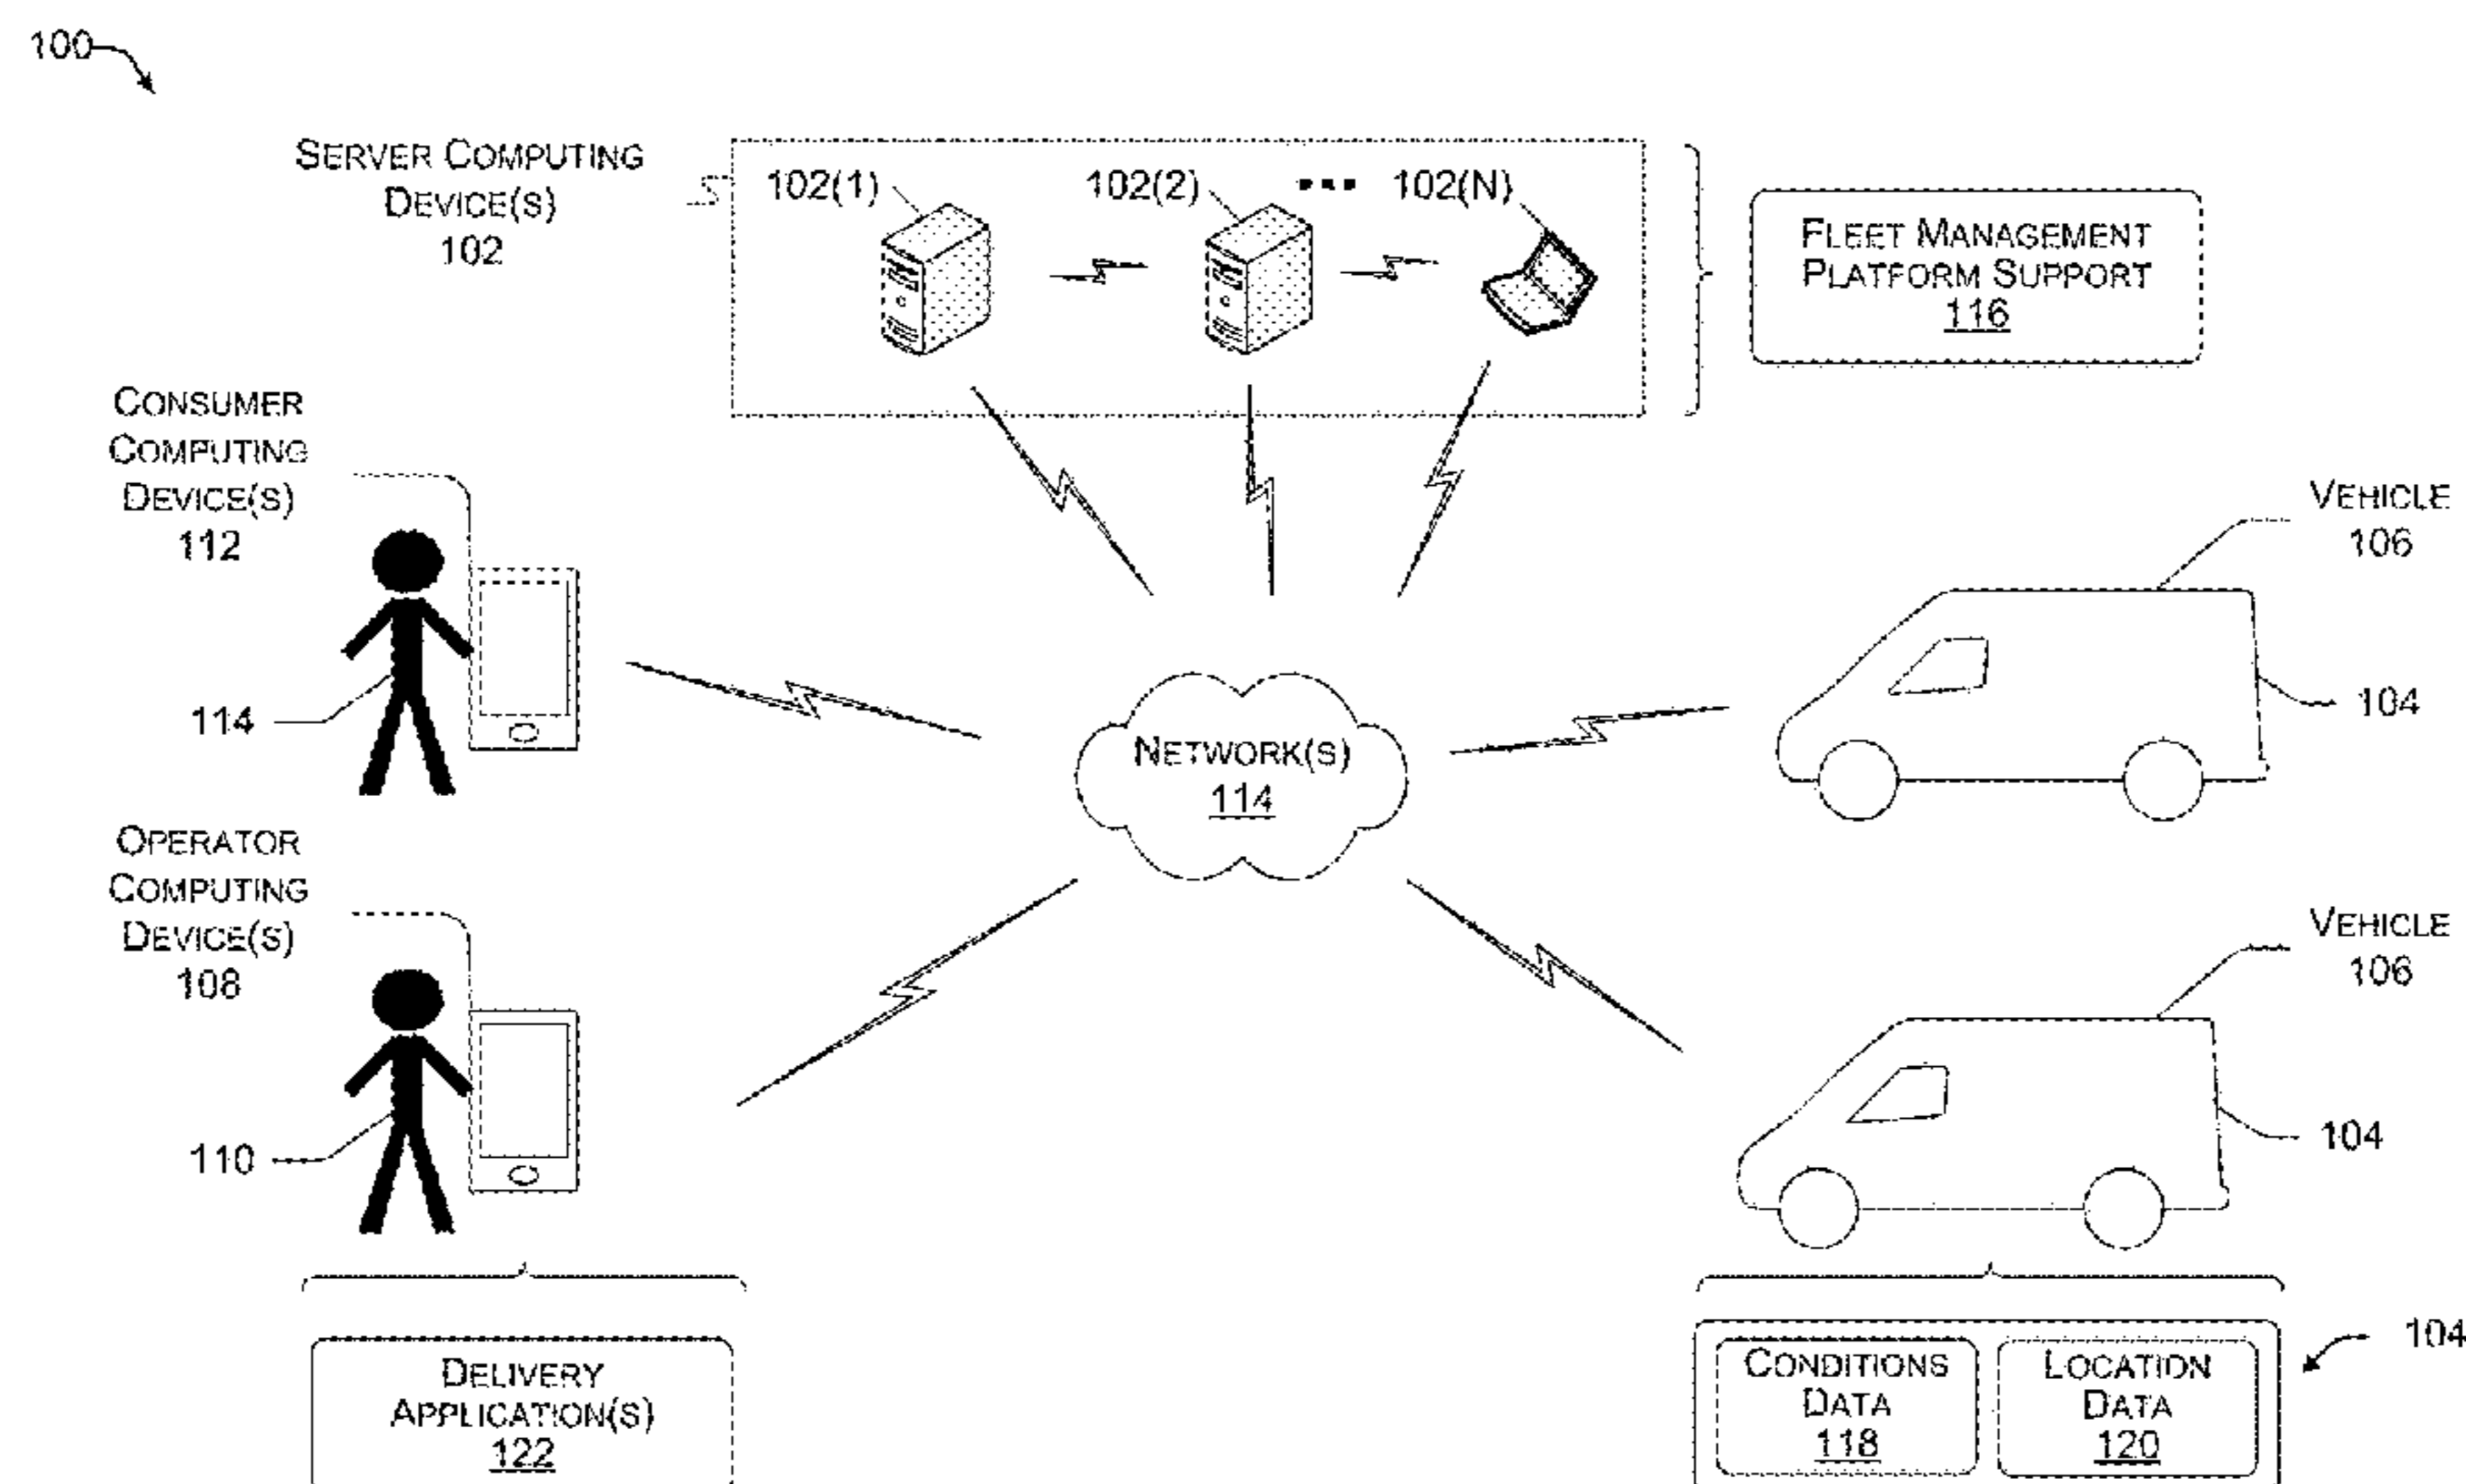 100
SERVER COMPUTING
DEVICE(S)
102
102(1)
102(2)
... 102(N)
FLEET MANAGEMENT
PLATFORM SUPPORT
116
CONSUMER
COMPUTING
DEVICE(S)
112
114
VEHICLE
106
104
NETWORK(S)
114
OPERATOR
COMPUTING
DEVICE(S)
108
110
VEHICLE
106
104
DELIVERY
APPLICATION(S)
122
104
CONDITIONS
DATA
118
LOCATION
DATA
120